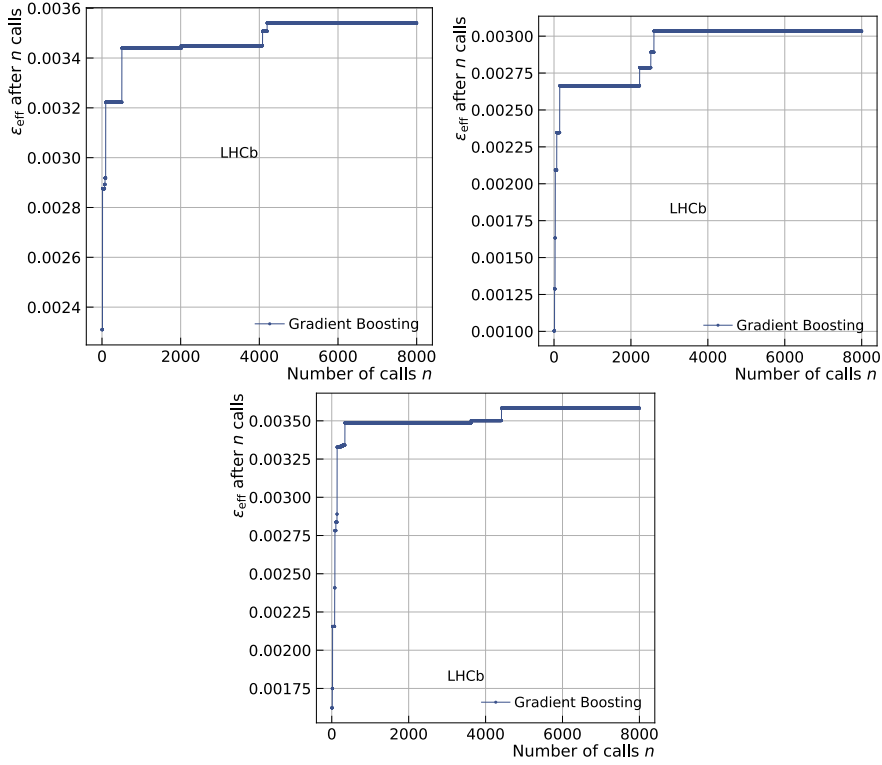 0.0036
0.0034
0.0032
0.0030
0.0028
0.0026
0.0024
ε_eff after n calls
LHCb
Gradient Boosting
0 2000 4000 6000 8000
Number of calls n
0.00300
0.00275
0.00250
0.00225
0.00200
0.00175
0.00150
0.00125
0.00100
ε_eff after n calls
LHCb
Gradient Boosting
0 2000 4000 6000 8000
Number of calls n
0.00350
0.00325
0.00300
0.00275
0.00250
0.00225
0.00200
0.00175
ε_eff after n calls
LHCb
Gradient Boosting
0 2000 4000 6000 8000
Number of calls n